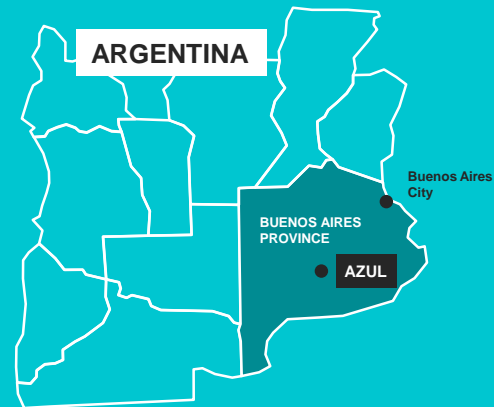 ARGENTINA
Buenos Aires
City
BUENOS AIRES
PROVINCE
AZUL